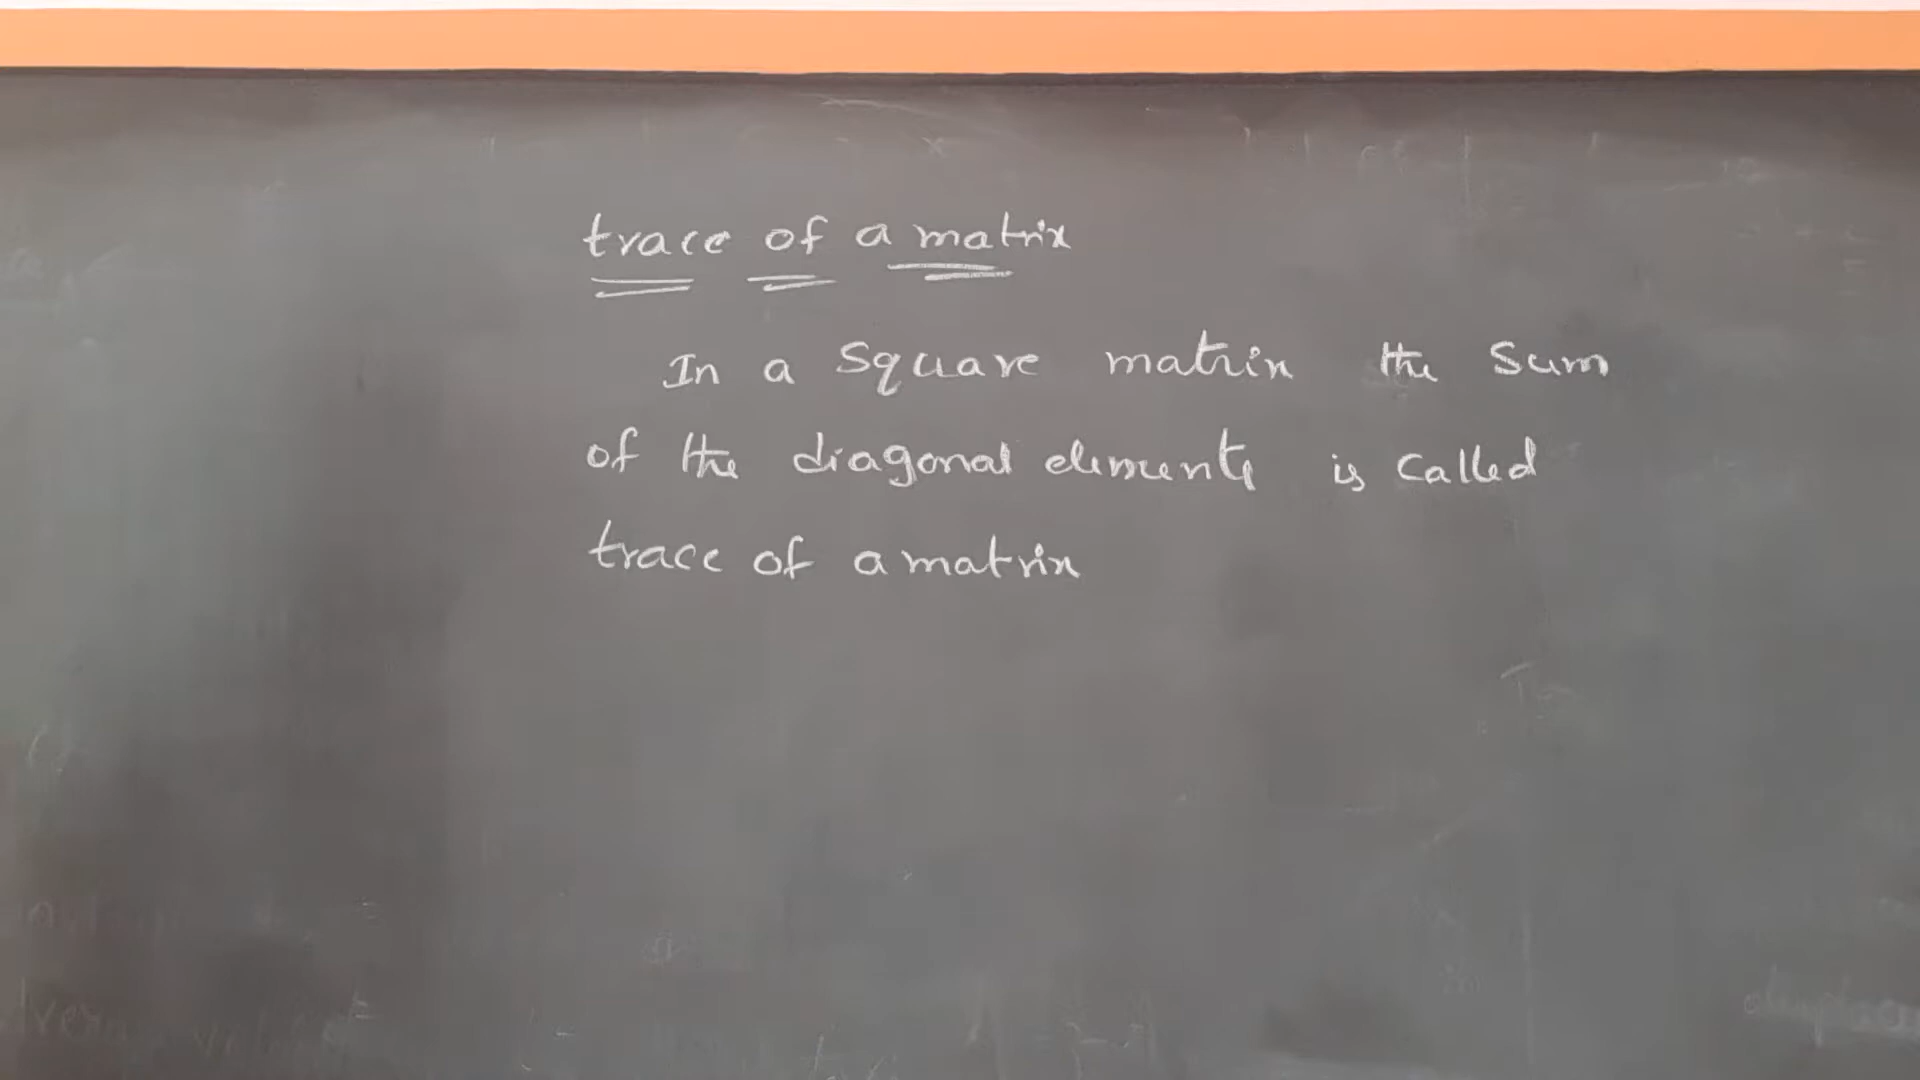 trace of a matrix
In a square matrix the sum
of the diagonal elements is called
trace of a matrix